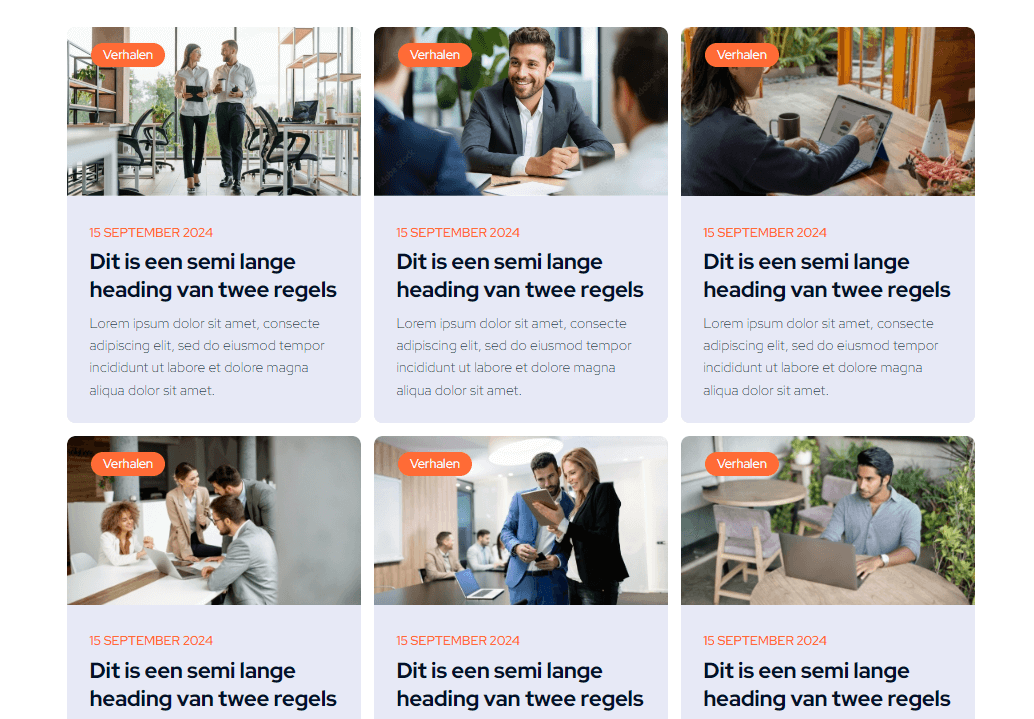 Verhalen
15 SEPTEMBER 2024
Dit is een semi lange
heading van twee regels
Lorem ipsum dolor sit amet, consecte
adipiscing elit, sed do eiusmod tempor
incididunt ut labore et dolore magna
aliqua dolor sit amet.
Verhalen
15 SEPTEMBER 2024
Dit is een semi lange
heading van twee regels
Lorem ipsum dolor sit amet, consecte
adipiscing elit, sed do eiusmod tempor
incididunt ut labore et dolore magna
aliqua dolor sit amet.
Verhalen
15 SEPTEMBER 2024
Dit is een semi lange
heading van twee regels
Lorem ipsum dolor sit amet, consecte
adipiscing elit, sed do eiusmod tempor
incididunt ut labore et dolore magna
aliqua dolor sit amet.
Verhalen
15 SEPTEMBER 2024
Dit is een semi lange
heading van twee regels
Verhalen
15 SEPTEMBER 2024
Dit is een semi lange
heading van twee regels
Verhalen
15 SEPTEMBER 2024
Dit is een semi lange
heading van twee regels